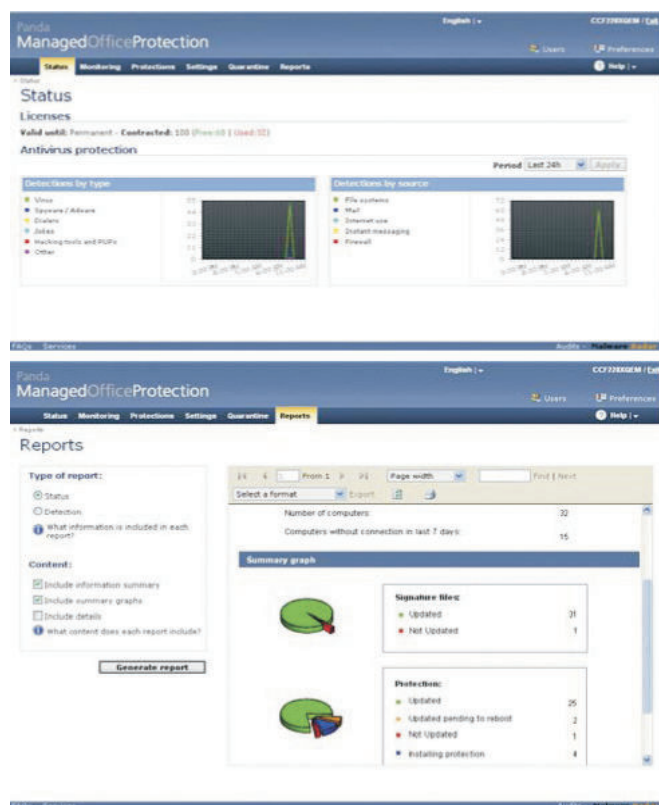 Panda
ManagedOfficeProtection
English
Exit
Users
Preferences
Status Monitoring Protections Settings Quarantine Reports
Help
Status
Status
Licenses
Valid until: Permanent - Contracted: 100
Antivirus protection
Period Last 24h Apply
Detections by type
Virus
Spyware / Adware
Dialers
Jokes
Hacking tools and PUPs
Other
Detections by source
File systems
Mail
Internet use
Instant messaging
Firewall
FAQs Services
Audits - Malware Radar
Panda
ManagedOfficeProtection
English
Exit
Users
Preferences
Status Monitoring Protections Settings Quarantine Reports
Help
Reports
Reports
Type of report:
Status
Detection
What information is included in each
report?
Content:
Include information summary
Include summary graphs
Include details
What content does each report include?
Generate report
From 1
Page width
Find | Next
Select a format
Export
Number of computers: 32
Computers without connection in last 7 days: 15
Summary graph
Signature files:
Updated 31
Not Updated 1
Protection:
Updated 25
Updated pending to reboot 2
Not Updated 1
Installing protection 4